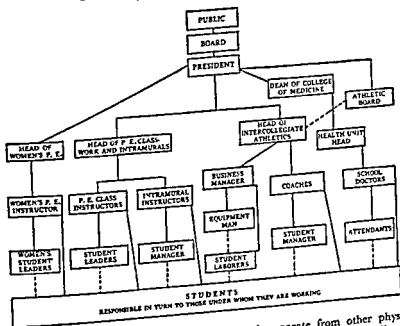 PUBLIC
BOARD
PRESIDENT
DEAN OF COLLEGE
OF MEDICINE
ATHLETIC
BOARD
HEAD OF
WOMEN'S P. E.
HEAD OF P E. CLASS-
WORK AND INTRAMURALS
HEAD OF
INTERCOLLEGIATE
ATHLETICS
HEALTH UNIT
HEAD
WOMEN'S P. E.
INSTRUCTOR
P. E. CLASS
INSTRUCTORS
INTRAMURAL
INSTRUCTORS
BUSINESS
MANAGER
COACHES
SCHOOL
DOCTORS
EQUIPMENT
MAN
WOMEN'S
STUDENT
LEADERS
STUDENT
LEADERS
STUDENT
MANAGER
STUDENT
LABORERS
STUDENT
MANAGER
ATTENDANTS
STUDENTS
RESPONSIBLE IN TURN TO THOSE UNDER WHOM THEY ARE WORKING
from other phys